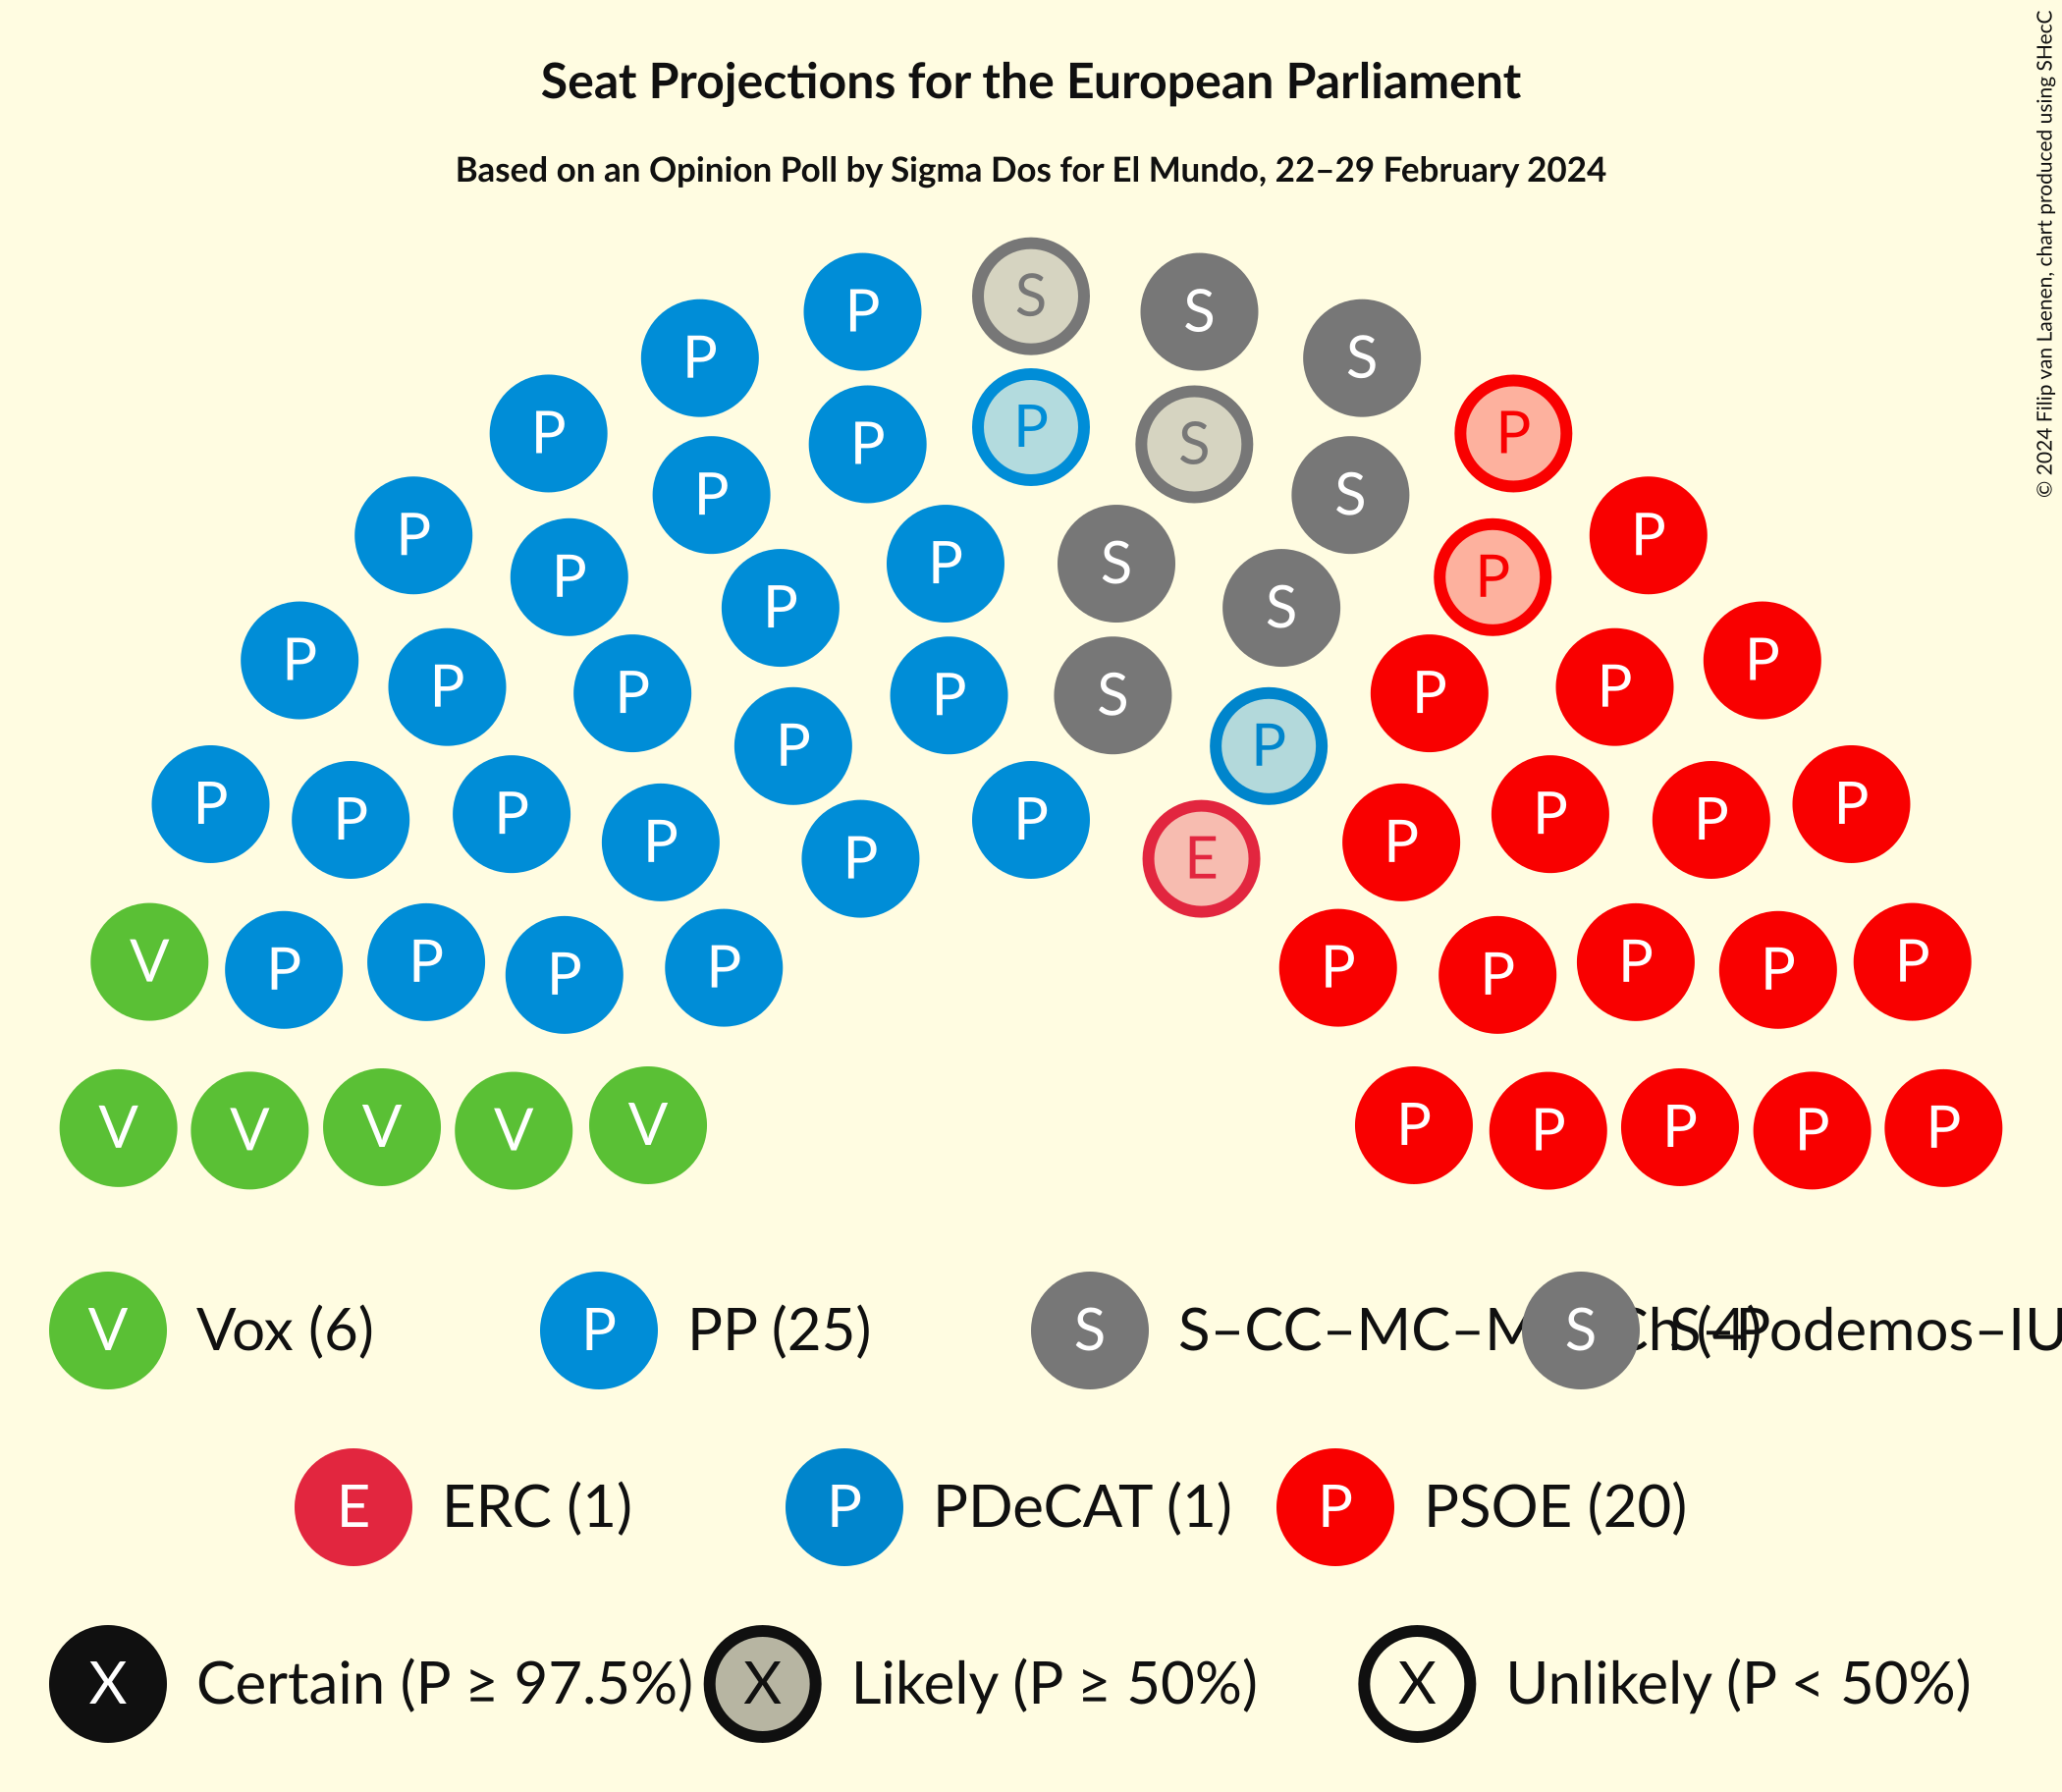 Seat Projections for the European Parliament
Based on an Opinion Poll by Sigma Dos for El Mundo, 22–29 February 2024
© 2024 Filip van Laenen, chart produced using SHecC
S
P S
P S
P P P
P S
P S
P P
P S
P P
P S
P P
P P P P
P S
P P
P P
P P
P P P
P P
P E
V P P P P P P P P P
V V V V V P P P P P
V Vox (6)
P PP (25)
S S–CC–MC–M
S S–Podemos–IU
E ERC (1)
P PDeCAT (1)
P PSOE (20)
X Certain (P ≥ 97.5%)
X Likely (P ≥ 50%)
X Unlikely (P < 50%)